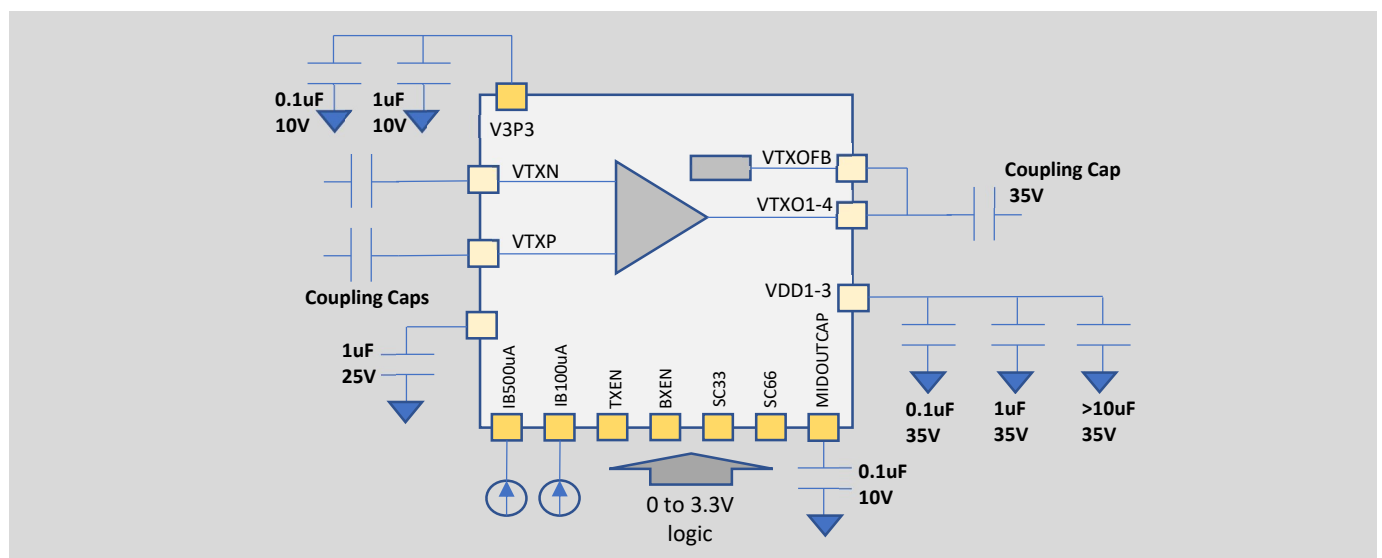 0.1uF
10V
1uF
10V
V3P3
VTXN
VTXP
Coupling Caps
1uF
25V
VTXOFB
VTXO1-4
Coupling Cap
35V
VDD1-3
0.1uF
35V
1uF
35V
>10uF
35V
IB500uA
IB100uA
TXEN
BXEN
SC33
SC66
MIDOUTCAP
0 to 3.3V
logic
0.1uF
10V